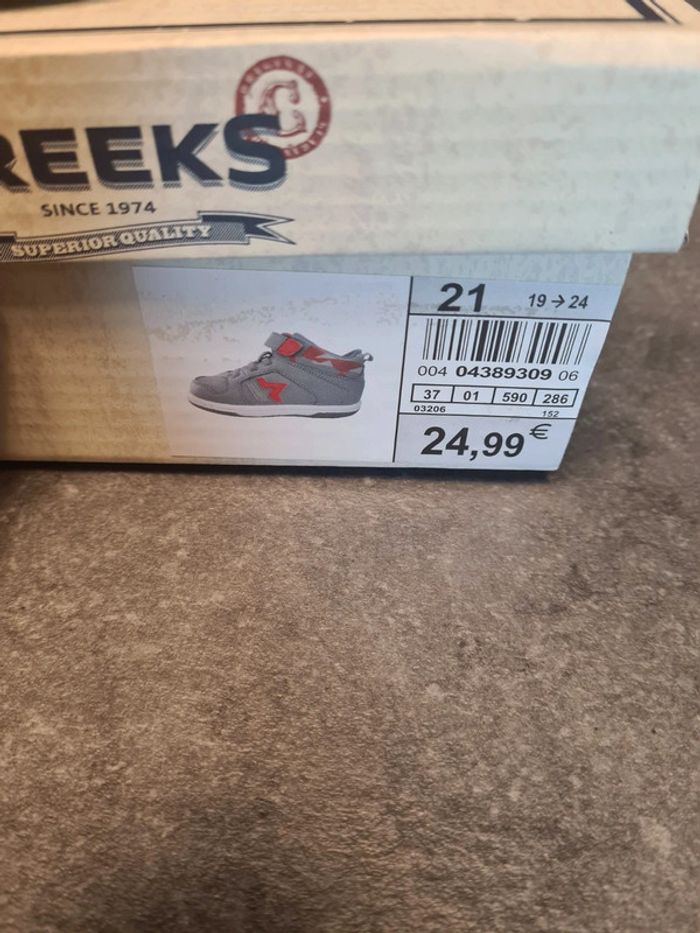 REEKS
SINCE 1974
SUPERIOR QUALITY
21 19→24
004 04389309 06
37 01 590 286
03206 152
24,99€